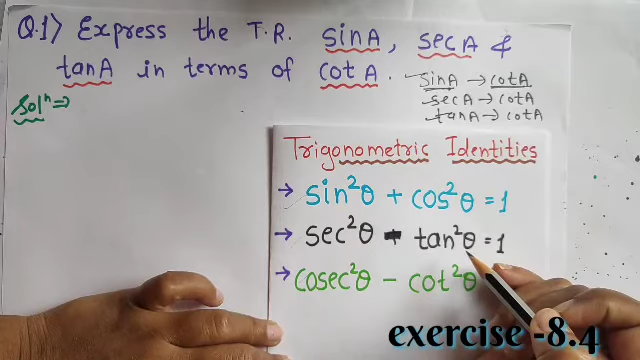 Q.1) Express the T.R. sinA, secA &
tanA in terms of cotA.
sinA → cotA
secA → cotA
tanA → cotA
Solⁿ ⇒
Trigonometric Identities
→ sin²θ + cos²θ = 1
→ sec²θ - tan²θ = 1
→ cosec²θ - cot²θ
exercise -8.4